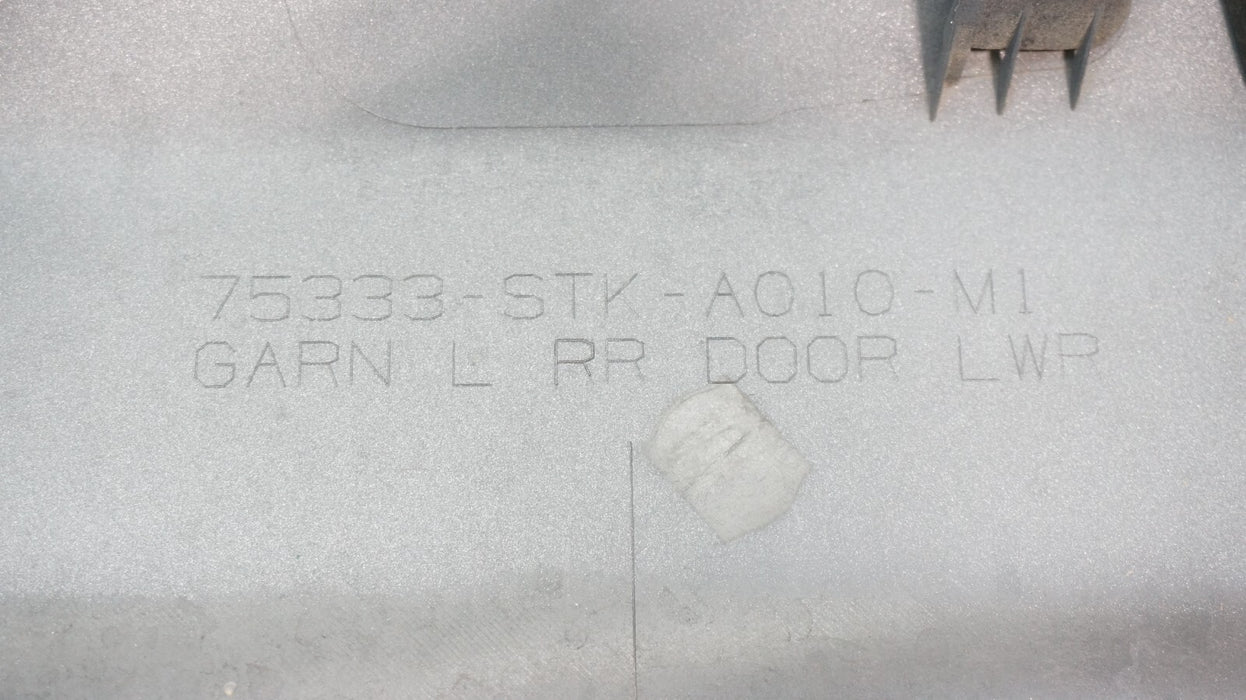 75333-STK-A010-M1
GARN L RR DOOR LWR